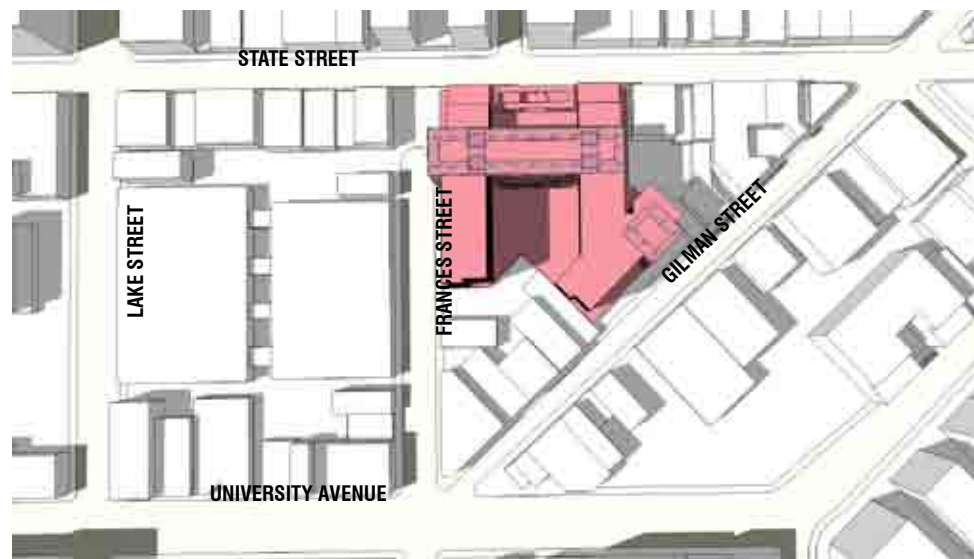 STATE STREET
LAKE STREET
FRANCES STREET
GILMAN STREET
UNIVERSITY AVENUE